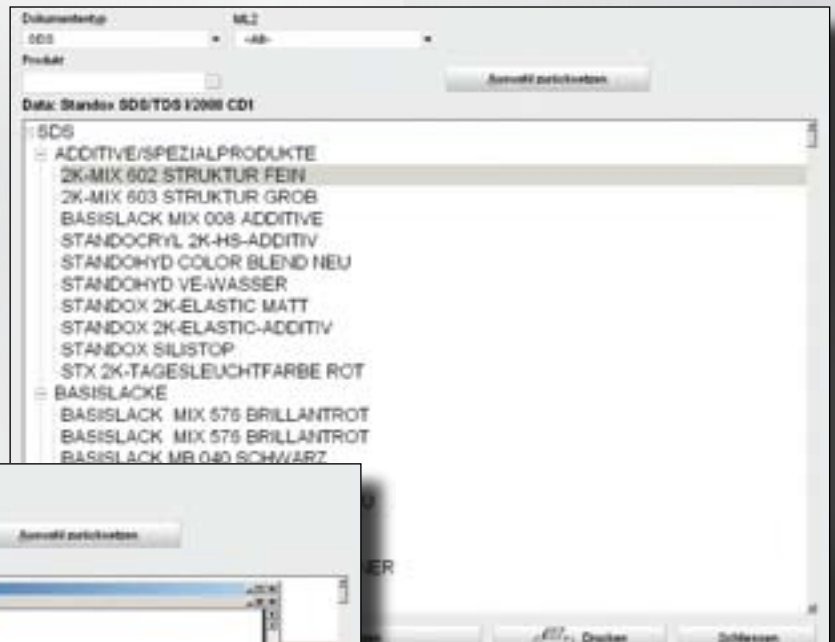 Dokumententyp ML2
SDS -All-
Produkt
Auswahl zurücksetzen
Data: Standox SDS/TDS I/2008 CD1
SDS
ADDITIVE/SPEZIALPRODUKTE
2K-MIX 602 STRUKTUR FEIN
2K-MIX 603 STRUKTUR GROB
BASISLACK MIX 008 ADDITIVE
STANDOCRYL 2K-HS-ADDITIV
STANDOHYD COLOR BLEND NEU
STANDOHYD VE-WASSER
STANDOX 2K-ELASTIC MATT
STANDOX 2K-ELASTIC-ADDITIV
STANDOX SILISTOP
STX 2K-TAGESLEUCHTFARBE ROT
BASISLACKE
BASISLACK MIX 576 BRILLANTROT
BASISLACK MIX 576 BRILLANTROT
BASISLACK MB 040 SCHWARZ
Auswahl zurücksetzen
NER
Drucken Schliessen